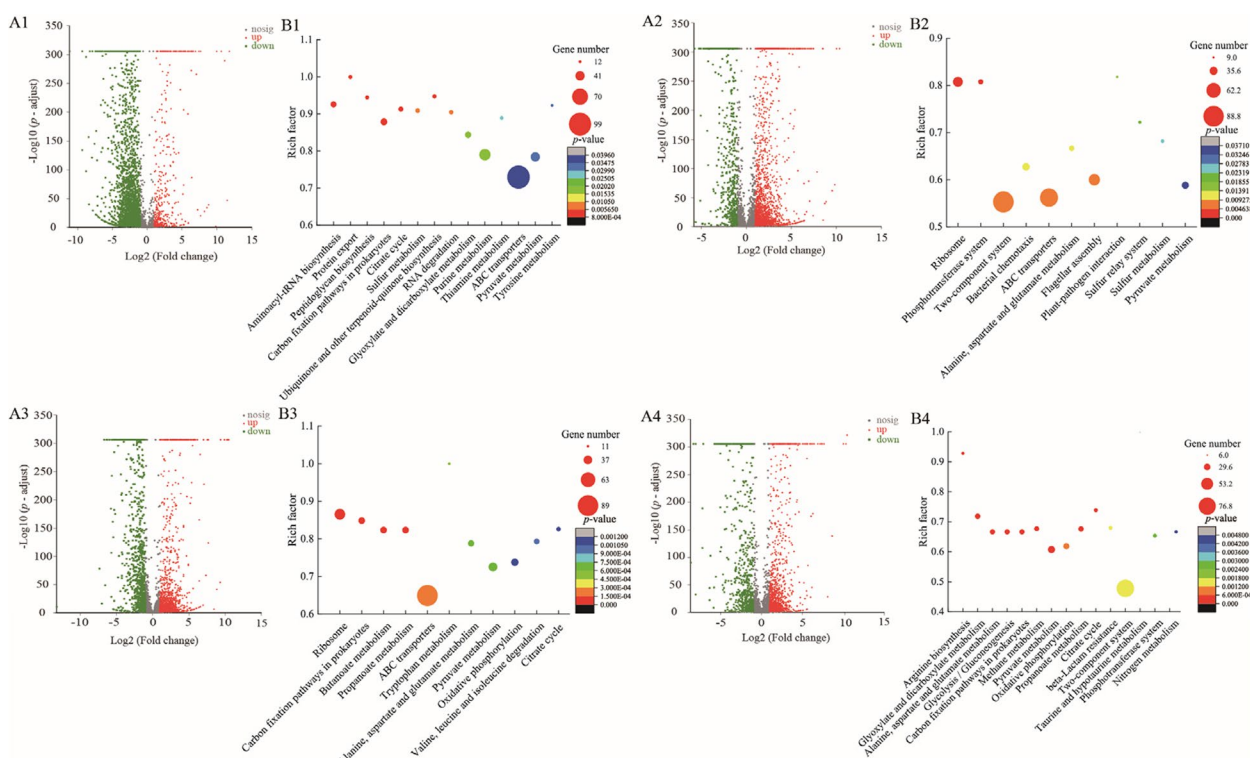 A1
nosig
up
down
350
300
250
200
150
100
50
0
-Log10 (p - adjust)
-10
-5
0
5
10
15
Log2 (Fold change)
B1
1.1
1.0
0.9
0.8
0.7
0.6
Rich factor
Aminoacyl-tRNA biosynthesis
Protein export
Peptidoglycan biosynthesis
Carbon fixation pathways in prokaryotes
Citrate cycle
Sulfur metabolism
Ubiquinone and other terpenoid-quinone biosynthesis
RNA degradation
Glyoxylate and dicarboxylate metabolism
Purine metabolism
Thiamine metabolism
ABC transporters
Pyruvate metabolism
Tyrosine metabolism
Gene number
12
41
70
99
p-value
0.03960
0.03475
0.02990
0.02505
0.02020
0.01535
0.01050
0.005650
8.000E-04
A2
nosig
up
down
350
300
250
200
150
100
50
0
-Log10 (p - adjust)
-5
0
5
10
15
Log2 (Fold change)
B2
0.9
0.8
0.7
0.6
0.5
Rich factor
Ribosome
Phosphotransferase system
Two-component system
Bacterial chemotaxis
ABC transporters
Alanine, aspartate and glutamate metabolism
Flagellar assembly
Plant-pathogen interaction
Sulfur relay system
Sulfur metabolism
Pyruvate metabolism
Gene number
9.0
35.6
62.2
88.8
p-value
0.03710
0.03246
0.02783
0.02319
0.01855
0.01391
0.009275
0.004638
0.000
A3
nosig
up
down
350
300
250
200
150
100
50
0
-Log10 (p - adjust)
-10
-5
0
5
10
15
Log2 (Fold change)
B3
1.1
1.0
0.9
0.8
0.7
0.6
Rich factor
Ribosome
Carbon fixation pathways in prokaryotes
Butanoate metabolism
Propanoate metabolism
ABC transporters
Tryptophan metabolism
lanine, aspartate and glutamate metabolism
Pyruvate metabolism
Oxidative phosphorylation
Valine, leucine and isoleucine degradation
Citrate cycle
Gene number
11
37
63
89
p-value
0.001200
0.001050
9.000E-04
7.500E-04
6.000E-04
4.500E-04
3.000E-04
1.500E-04
0.000
A4
nosig
up
down
350
300
250
200
150
100
50
0
-Log10 (p - adjust)
-5
0
5
10
15
Log2 (Fold change)
B4
1.0
0.9
0.8
0.7
0.6
0.5
0.4
Rich factor
Arginine biosynthesis
Glyoxylate and dicarboxylate metabolism
Alanine, aspartate and glutamate metabolism
Glycolysis / Gluconeogenesis
Carbon fixation pathways in prokaryotes
Methane metabolism
Pyruvate metabolism
Oxidative phosphorylation
Propanoate metabolism
Citrate cycle
beta-Lactam resistance
Two-component system
Taurine and hypotaurine metabolism
Phosphotransferase system
Nitrogen metabolism
Gene number
6.0
29.6
53.2
76.8
p-value
0.004800
0.004200
0.003600
0.003000
0.002400
0.001800
0.001200
6.000E-04
0.000